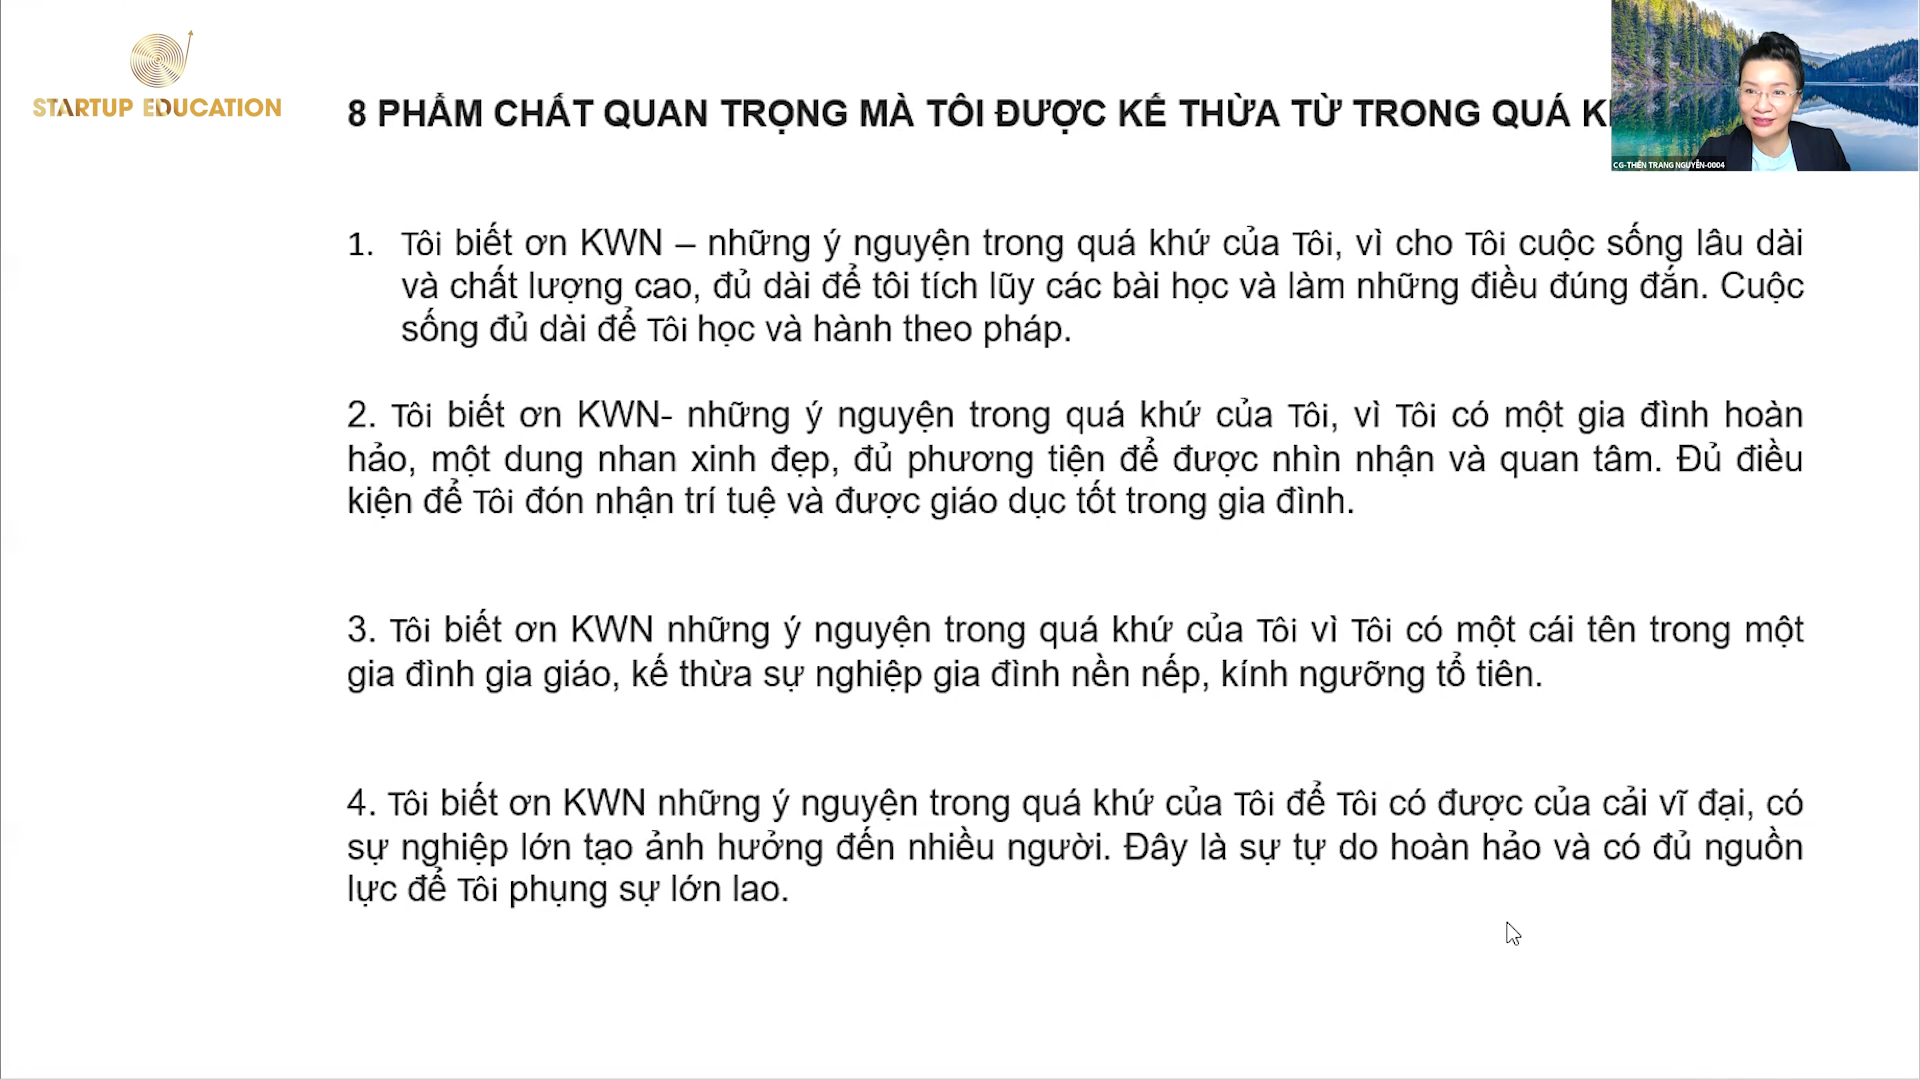 STARTUP EDUCATION
8 PHẨM CHẤT QUAN TRỌNG MÀ TÔI ĐƯỢC KẾ THỪA TỪ TRONG QUÁ
CG-THIÊN TRANG NGUYỄN-0004
1. Tôi biết ơn KWN – những ý nguyện trong quá khứ của Tôi, vì cho Tôi cuộc sống lâu dài
và chất lượng cao, đủ dài để tôi tích lũy các bài học và làm những điều đúng đắn. Cuộc
sống đủ dài để Tôi học và hành theo pháp.
2. Tôi biết ơn KWN- những ý nguyện trong quá khứ của Tôi, vì Tôi có một gia đình hoàn
hảo, một dung nhan xinh đẹp, đủ phương tiện để được nhìn nhận và quan tâm. Đủ điều
kiện để Tôi đón nhận trí tuệ và được giáo dục tốt trong gia đình.
3. Tôi biết ơn KWN những ý nguyện trong quá khứ của Tôi vì Tôi có một cái tên trong một
gia đình gia giáo, kế thừa sự nghiệp gia đình nền nếp, kính ngưỡng tổ tiên.
4. Tôi biết ơn KWN những ý nguyện trong quá khứ của Tôi để Tôi có được của cải vĩ đại, có
sự nghiệp lớn tạo ảnh hưởng đến nhiều người. Đây là sự tự do hoàn hảo và có đủ nguồn
lực để Tôi phụng sự lớn lao.